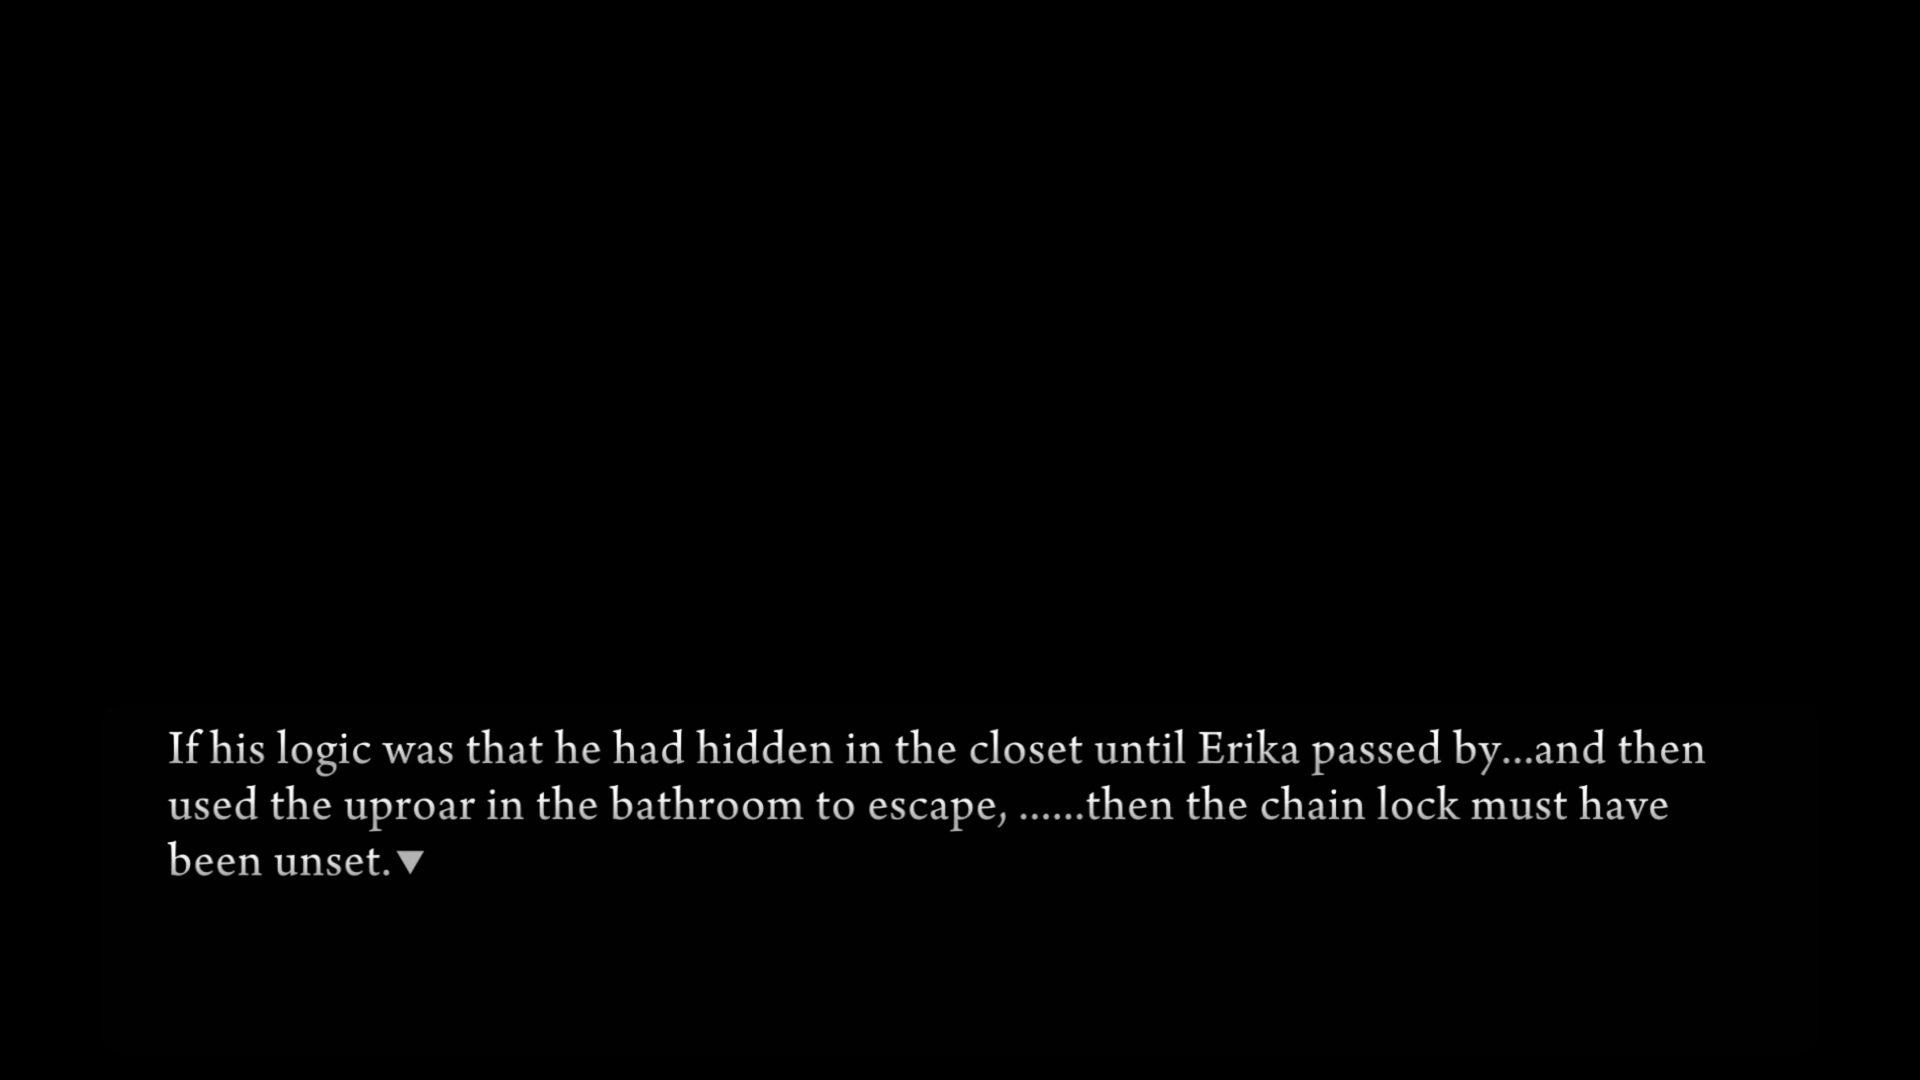 If his logic was that he had hidden in the closet until Erika passed by...and then
used the uproar in the bathroom to escape, ......then the chain lock must have
been unset.▼